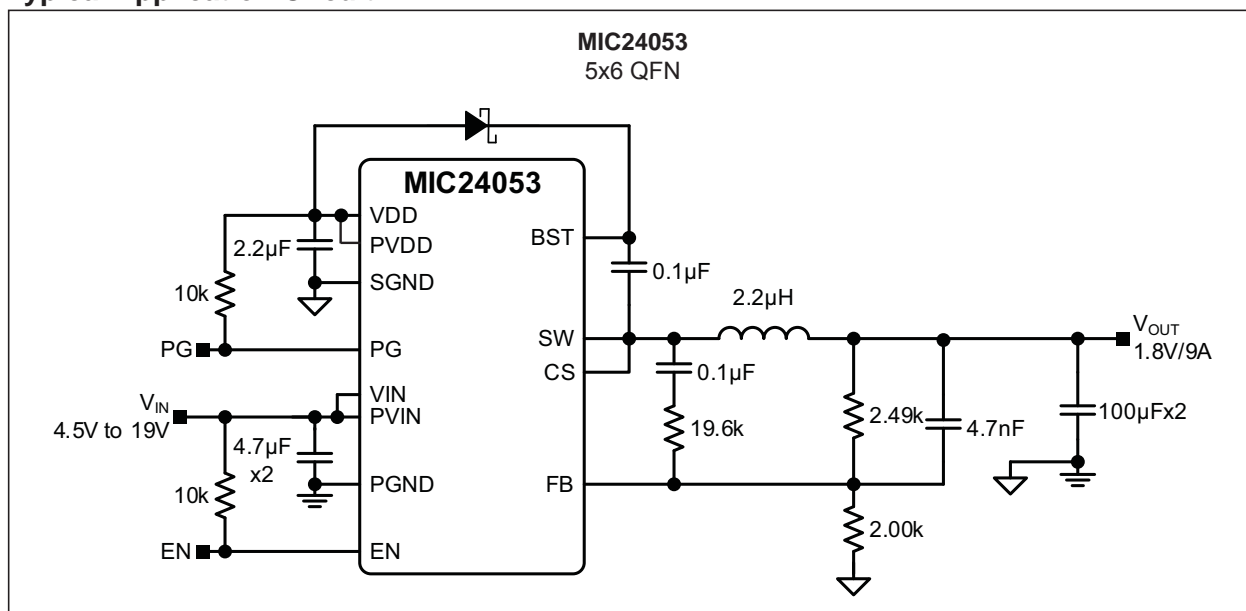 MIC24053
5x6 QFN
MIC24053
VDD
PVDD
BST
2.2µF
SGND
0.1µF
10k
2.2µH
PG
PG
SW
VOUT
1.8V/9A
CS
0.1µF
VIN
VIN
4.5V to 19V
PVIN
19.6k
2.49k
4.7nF
100µFx2
4.7µF
x2
PGND
FB
10k
2.00k
EN
EN